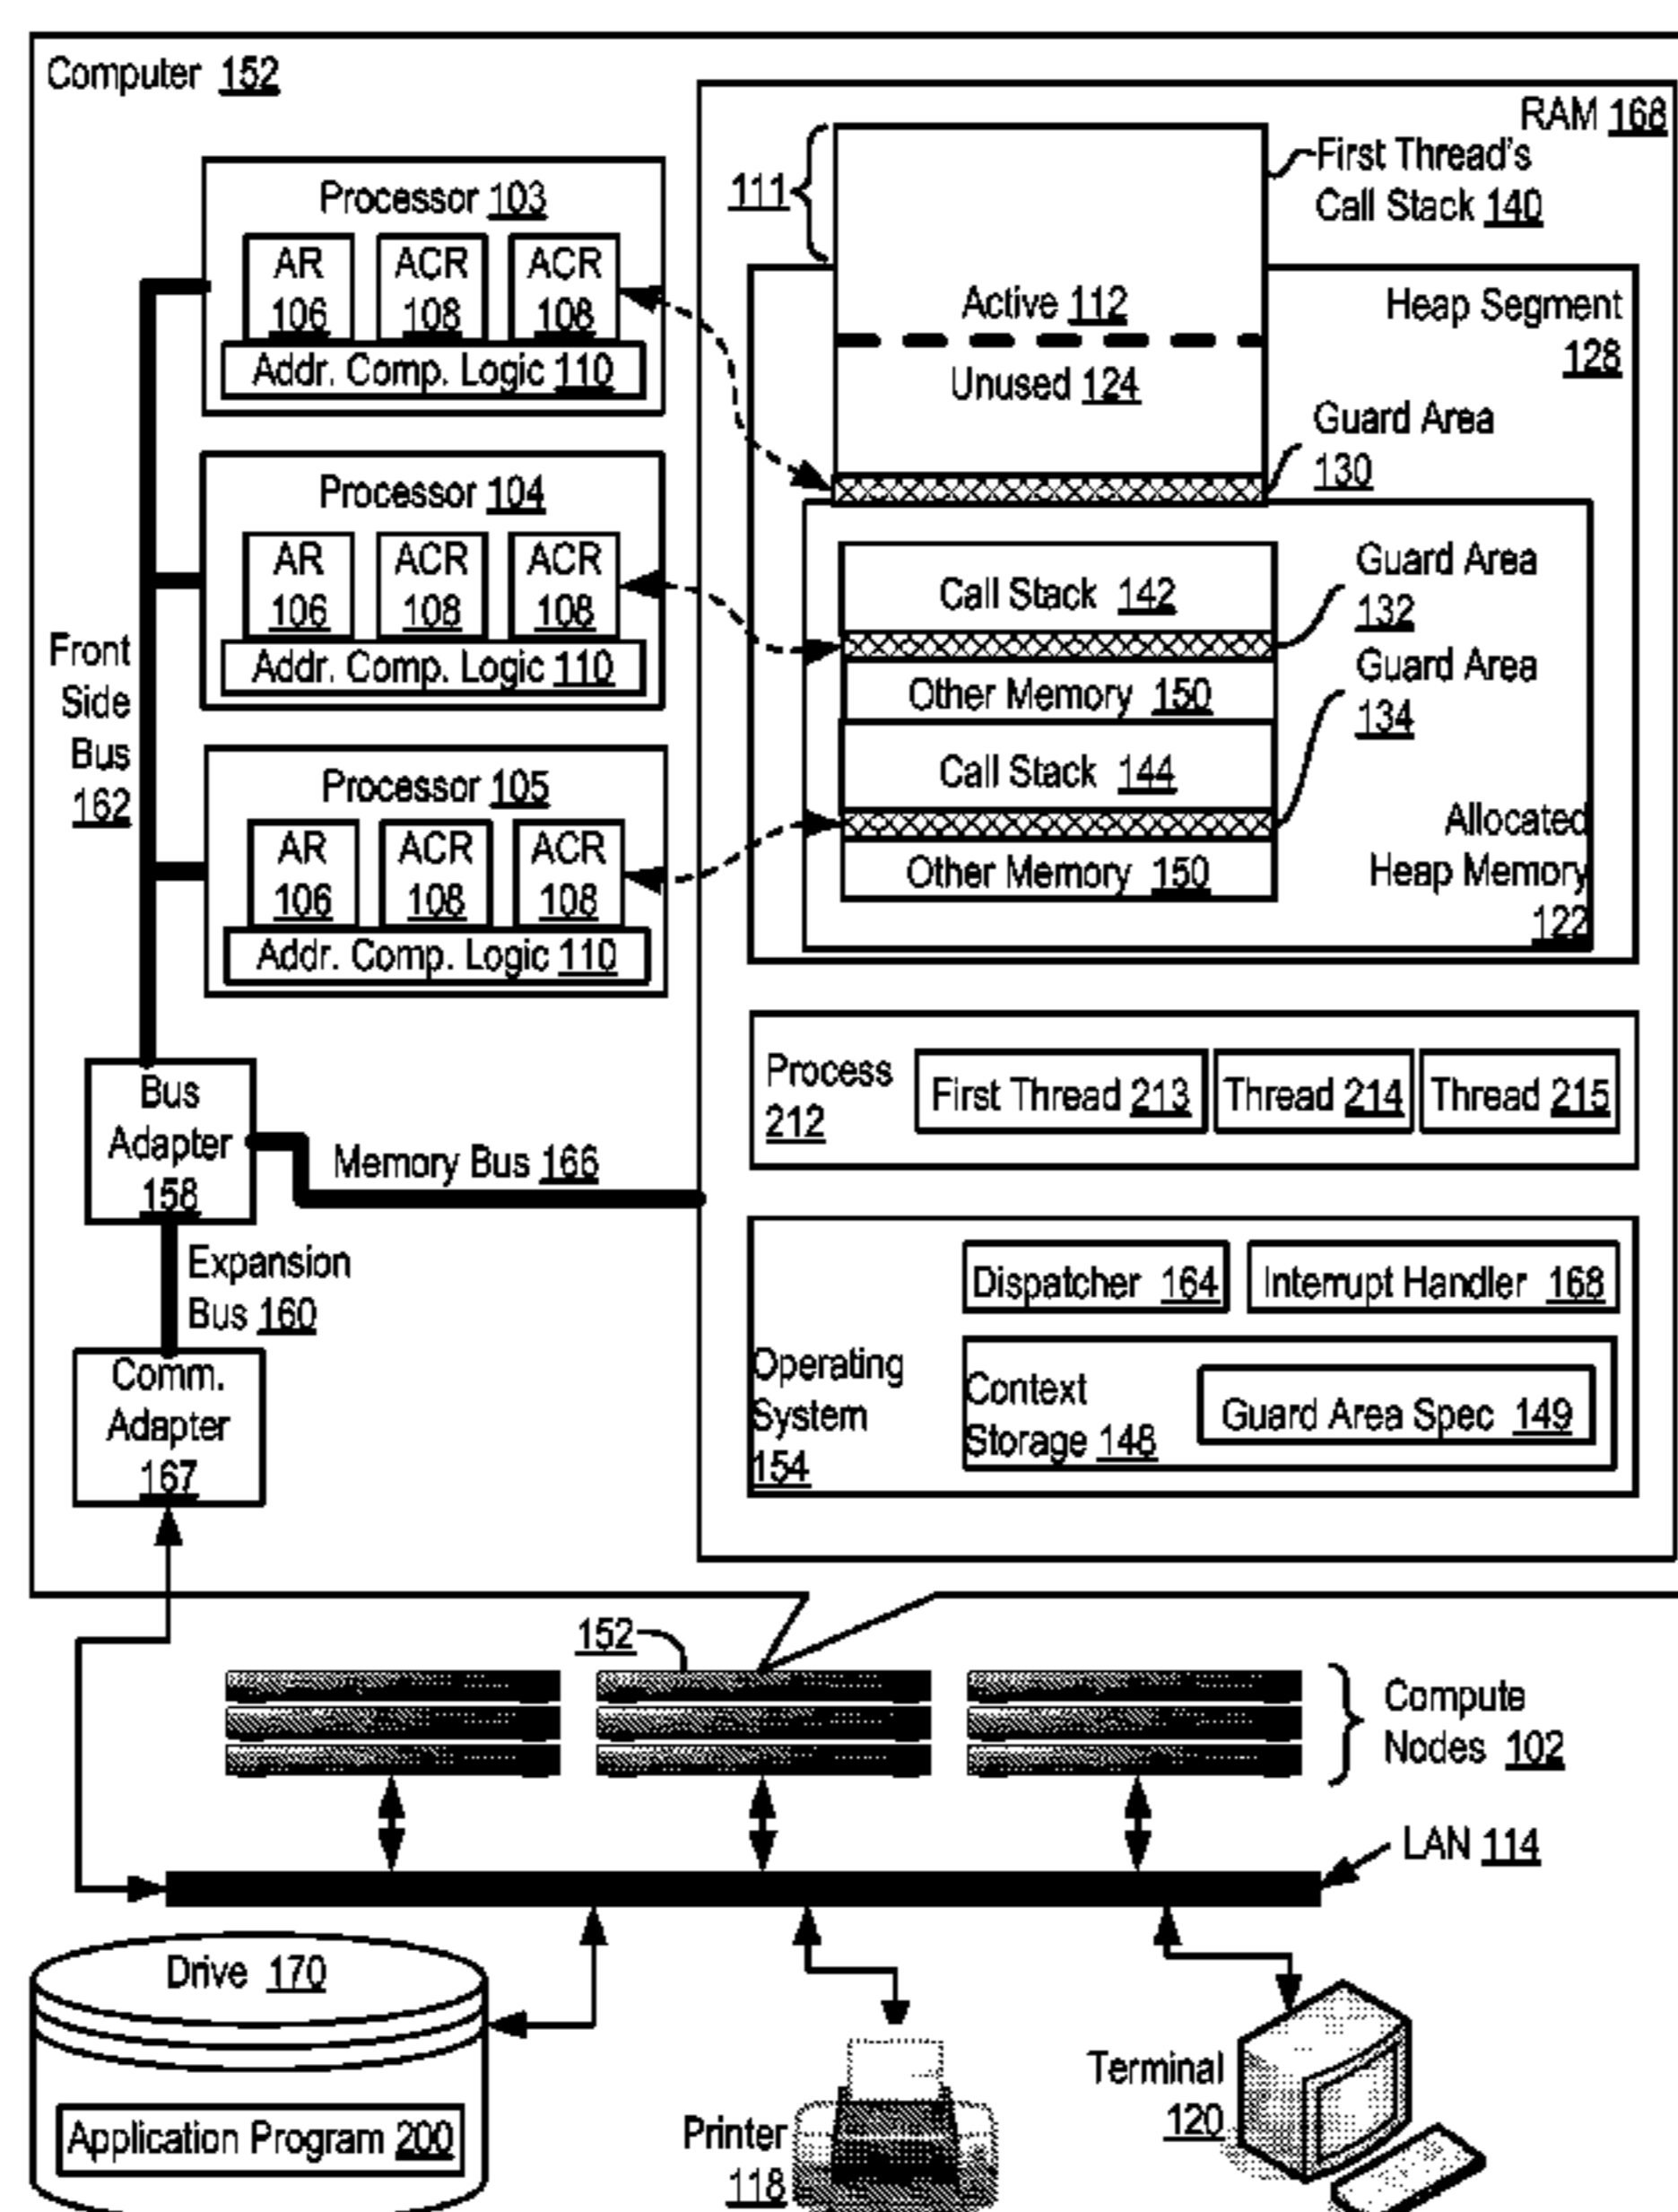 Computer 152
RAM 168
First Thread's
Call Stack 140
111
Processor 103
AR
106
ACR
108
ACR
108
Addr. Comp. Logic 110
Active 112
Unused 124
Heap Segment
128
Guard Area
130
Processor 104
AR
106
ACR
108
ACR
108
Addr. Comp. Logic 110
Call Stack 142
Guard Area
132
Other Memory 150
Guard Area
134
Call Stack 144
Front
Side
Bus
162
Processor 105
AR
106
ACR
108
ACR
108
Addr. Comp. Logic 110
Other Memory 150
Allocated
Heap Memory
122
Process
212
First Thread 213
Thread 214
Thread 215
Bus
Adapter
158
Memory Bus 166
Expansion
Bus 160
Comm.
Adapter
167
Operating
System
154
Dispatcher 164
Interrupt Handler 168
Context
Storage 148
Guard Area Spec 149
152
Compute
Nodes 102
LAN 114
Drive 170
Application Program 200
Printer
118
Terminal
120